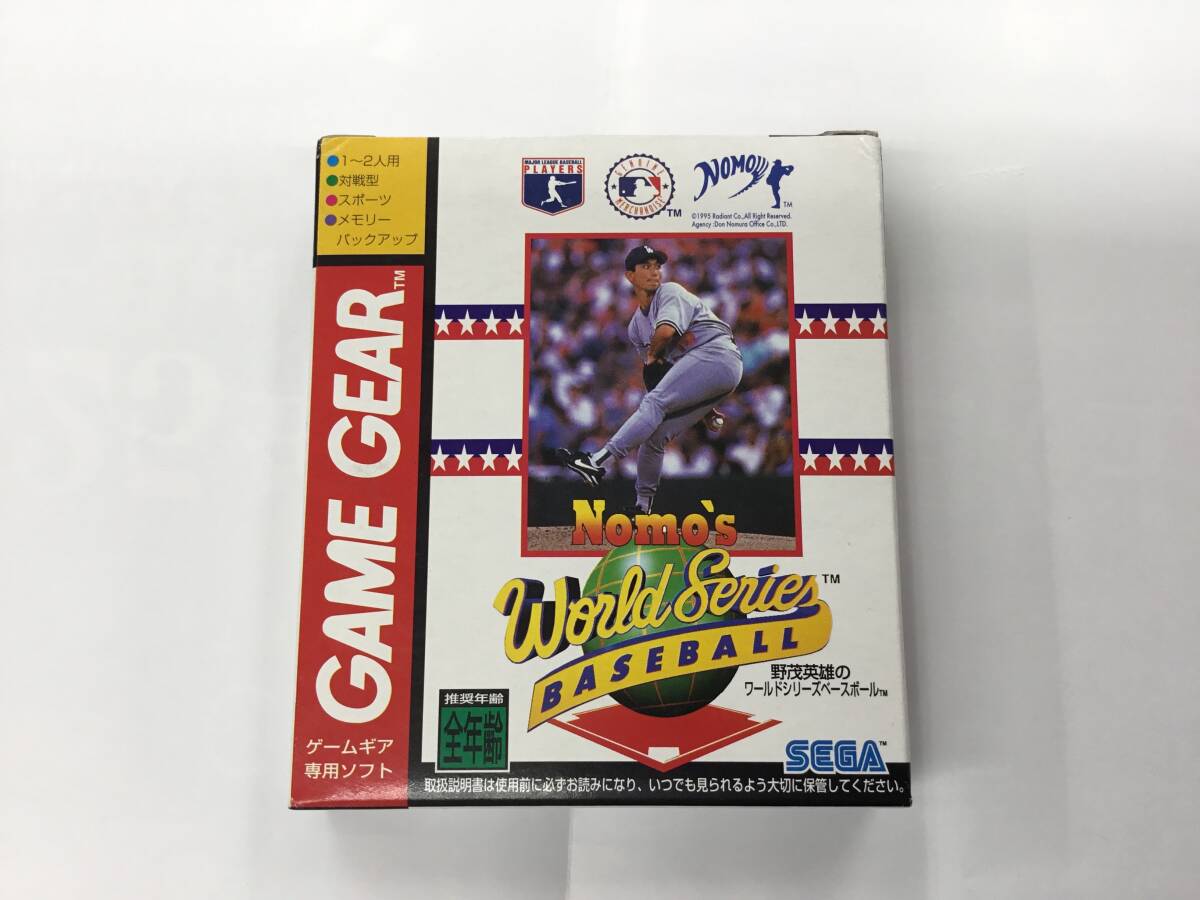 ●1〜2人用
●対戦型
●スポーツ
●メモリー
バックアップ
GAME GEAR™
ゲームギア
専用ソフト
MAJOR LEAGUE BASEBALL
PLAYERS
GENUINE
MERCHANDISE
™
NOMO
™
©1995 Radiant Co.,All Right Reserved.
Agency :Don Nomura Office Co.,LTD.
Nomo's
World Series™
BASEBALL
野茂英雄の
ワールドシリーズベースボール™
推奨年齢
全年齢
SEGA™
取扱説明書は使用前に必ずお読みになり、いつでも見られるよう大切に保管してください。